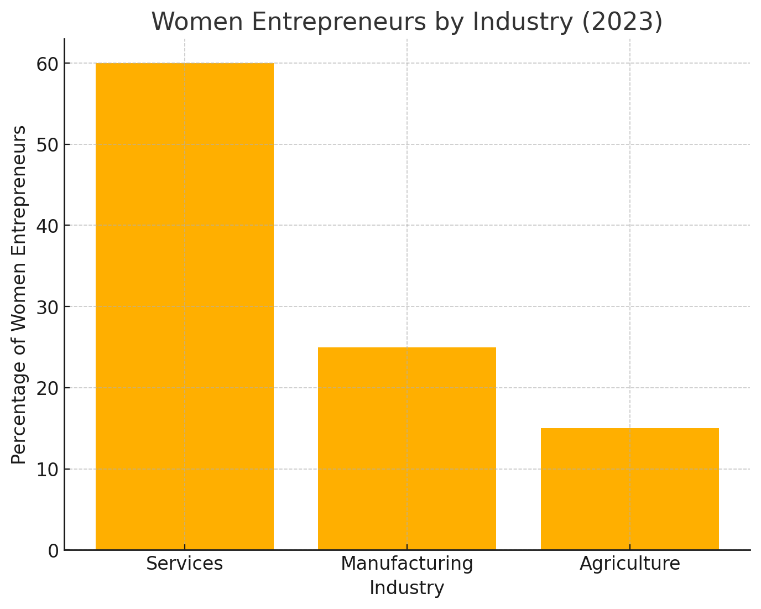 Women Entrepreneurs by Industry (2023)
Percentage of Women Entrepreneurs
60
50
40
30
20
10
0
Services Manufacturing Agriculture
Industry